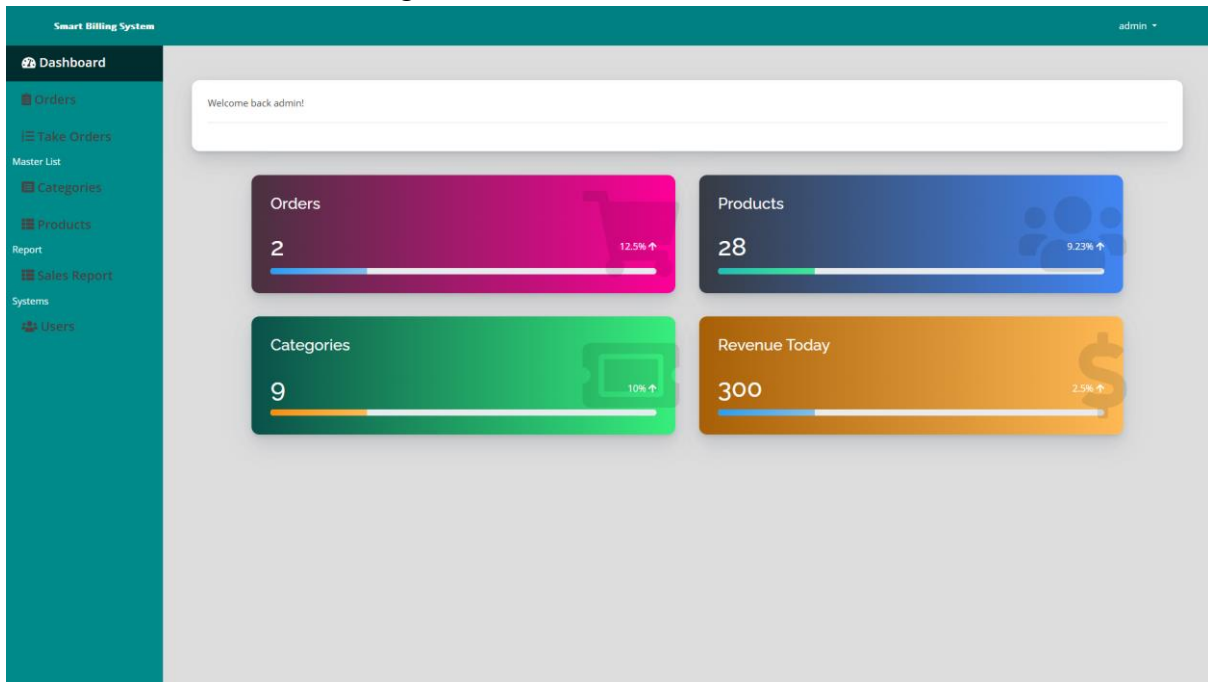 Smart Billing System
admin
Dashboard
Orders
Take Orders
Master List
Categories
Products
Report
Sales Report
Systems
Users
Welcome back admin!
Orders
2
12.5% ↑
Products
28
9.23% ↑
Categories
9
10% ↑
Revenue Today
300
2.5% ↑